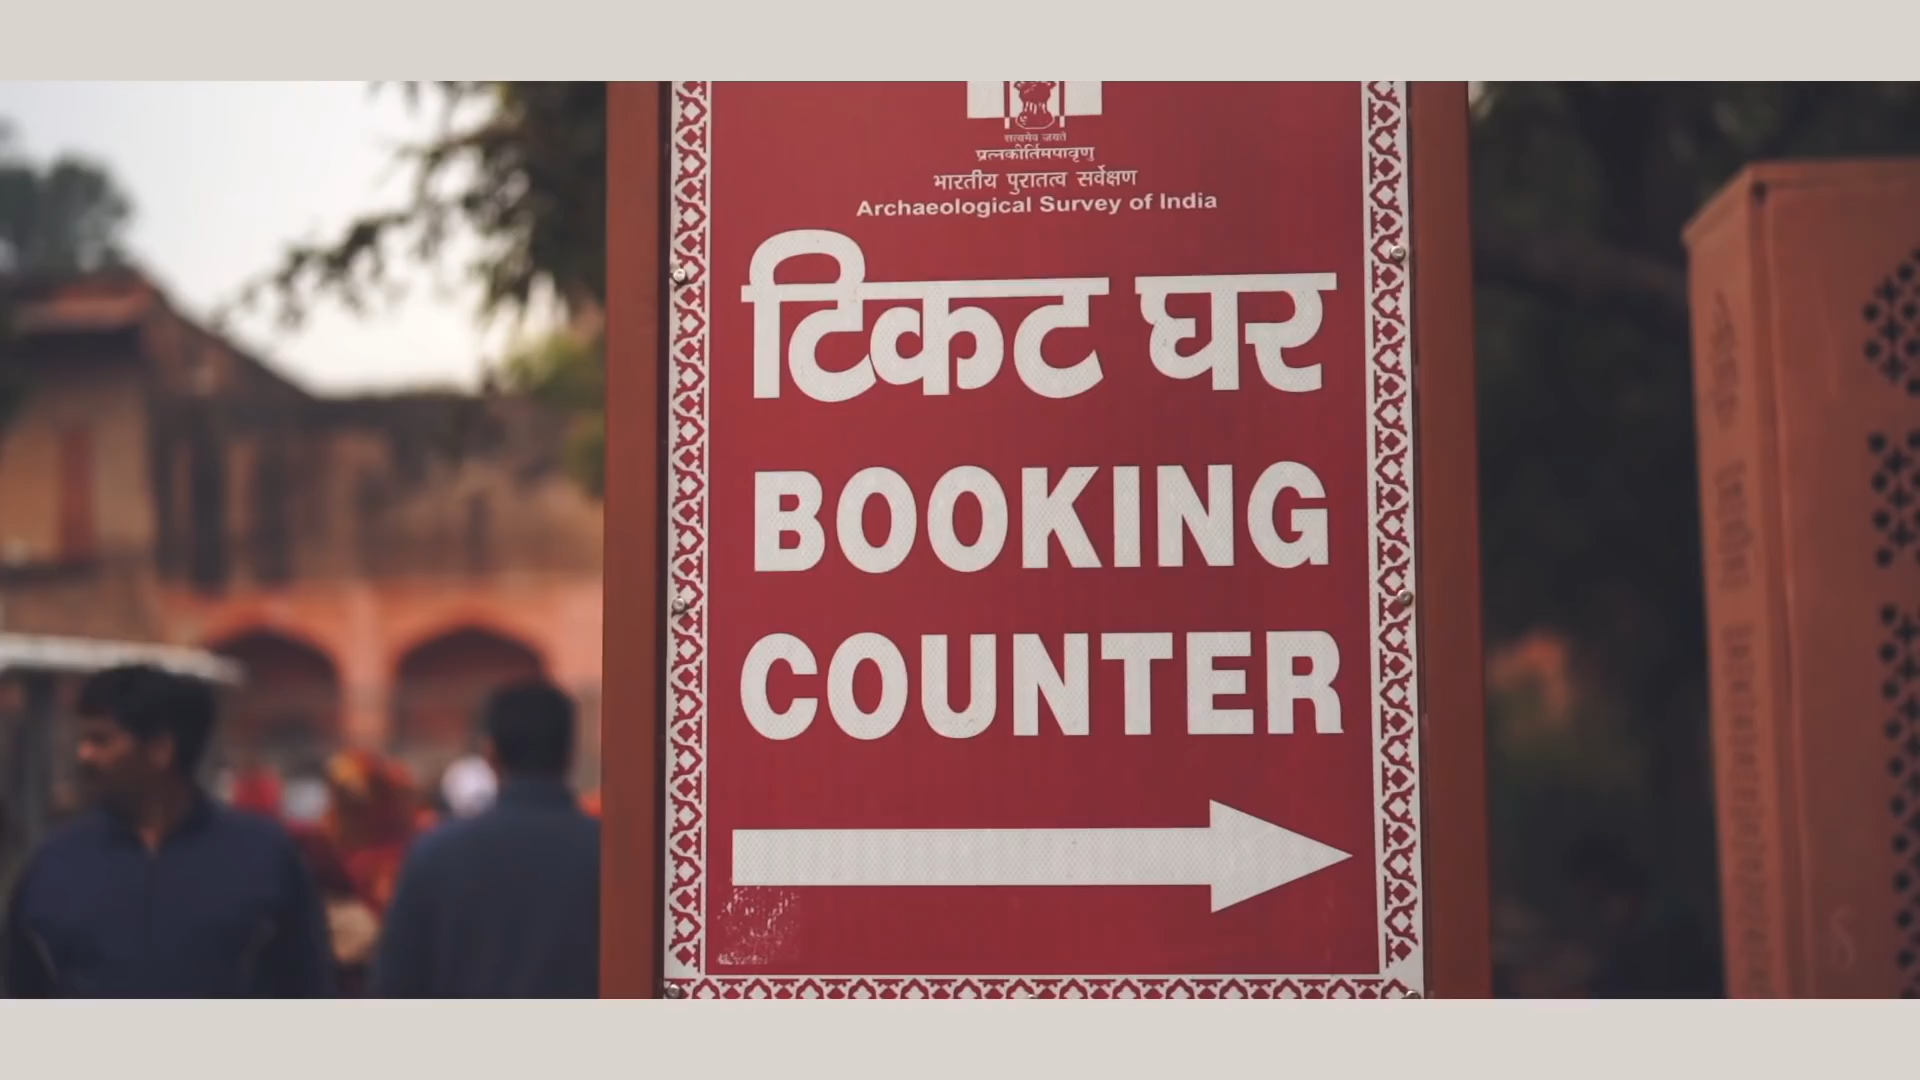 सत्यमेव जयते
प्रत्नकीर्तिमपावृणु
भारतीय पुरातत्व सर्वेक्षण
Archaeological Survey of India
टिकट घर
BOOKING
COUNTER